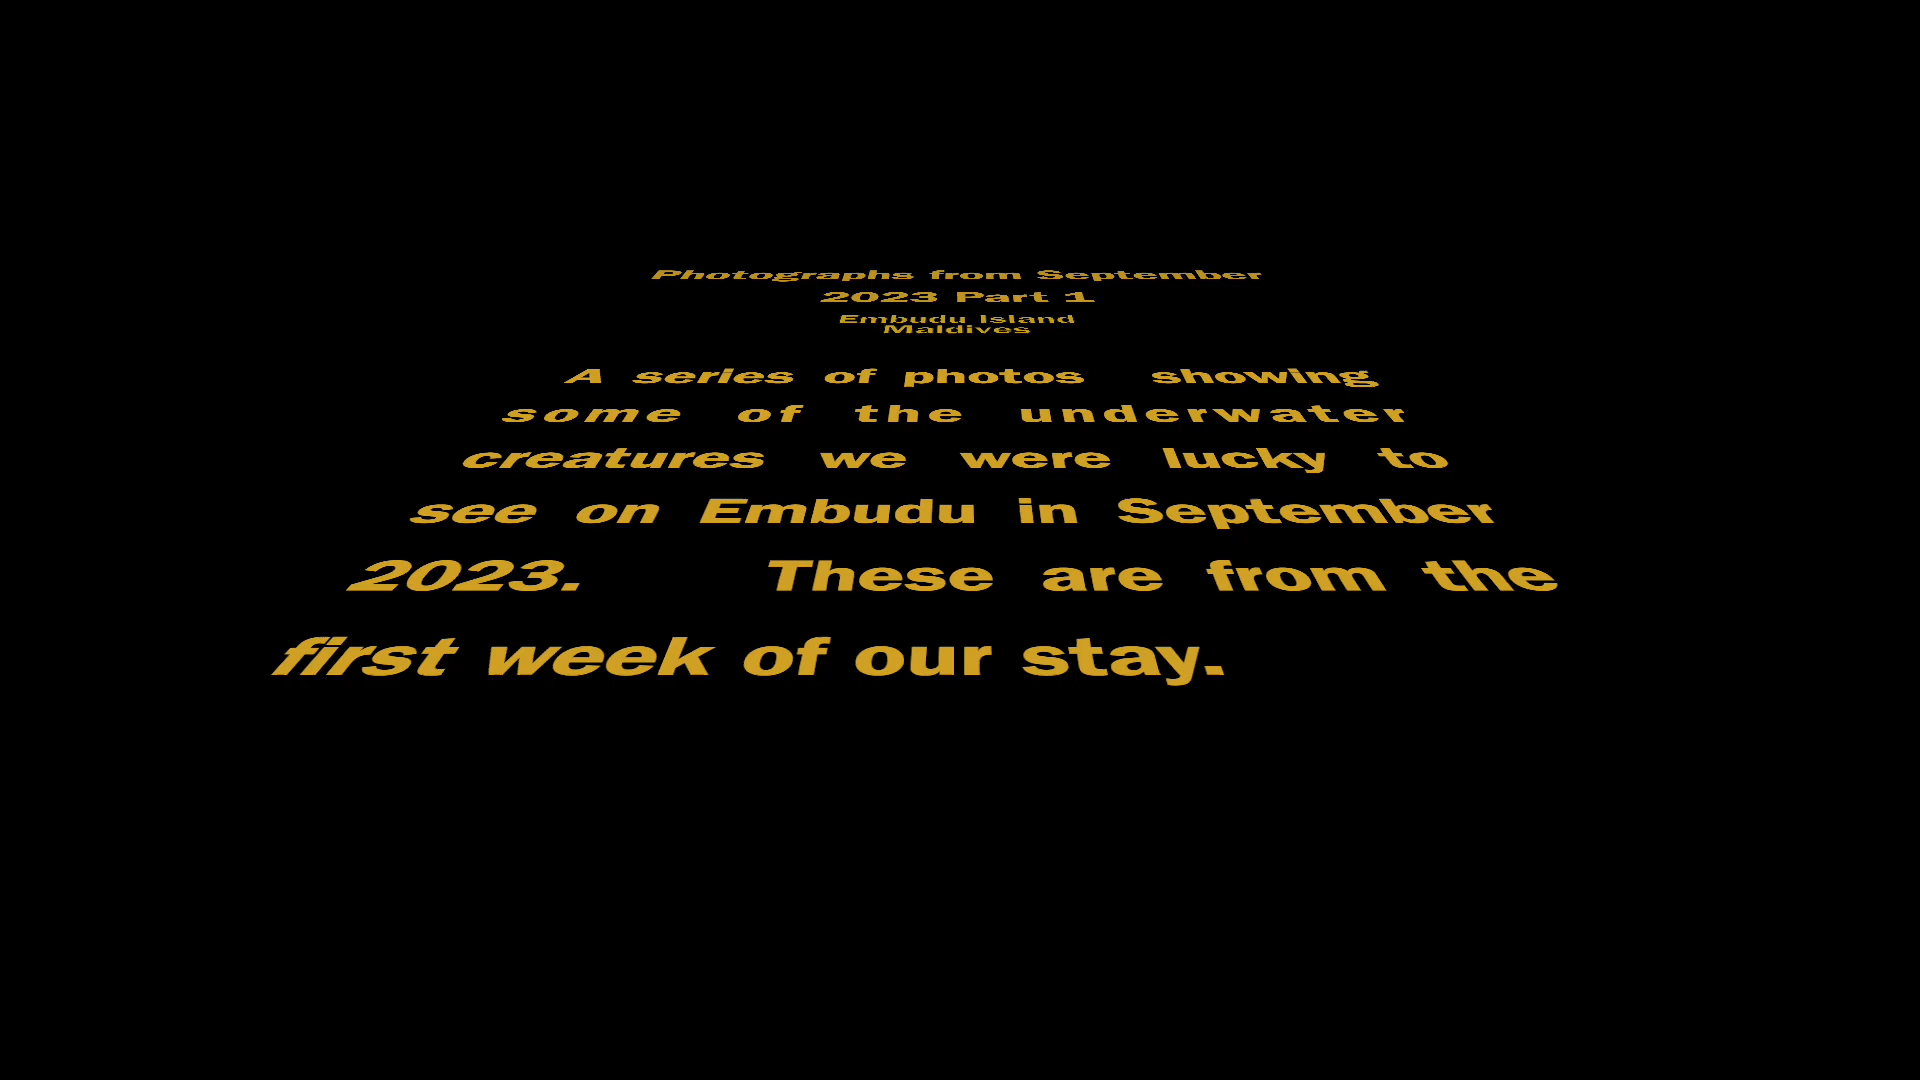 Photographs from September
2023 Part 1
Embudu Island
Maldives
A series of photos showing
some of the underwater
creatures we were lucky to
see on Embudu in September
2023. These are from the
first week of our stay.